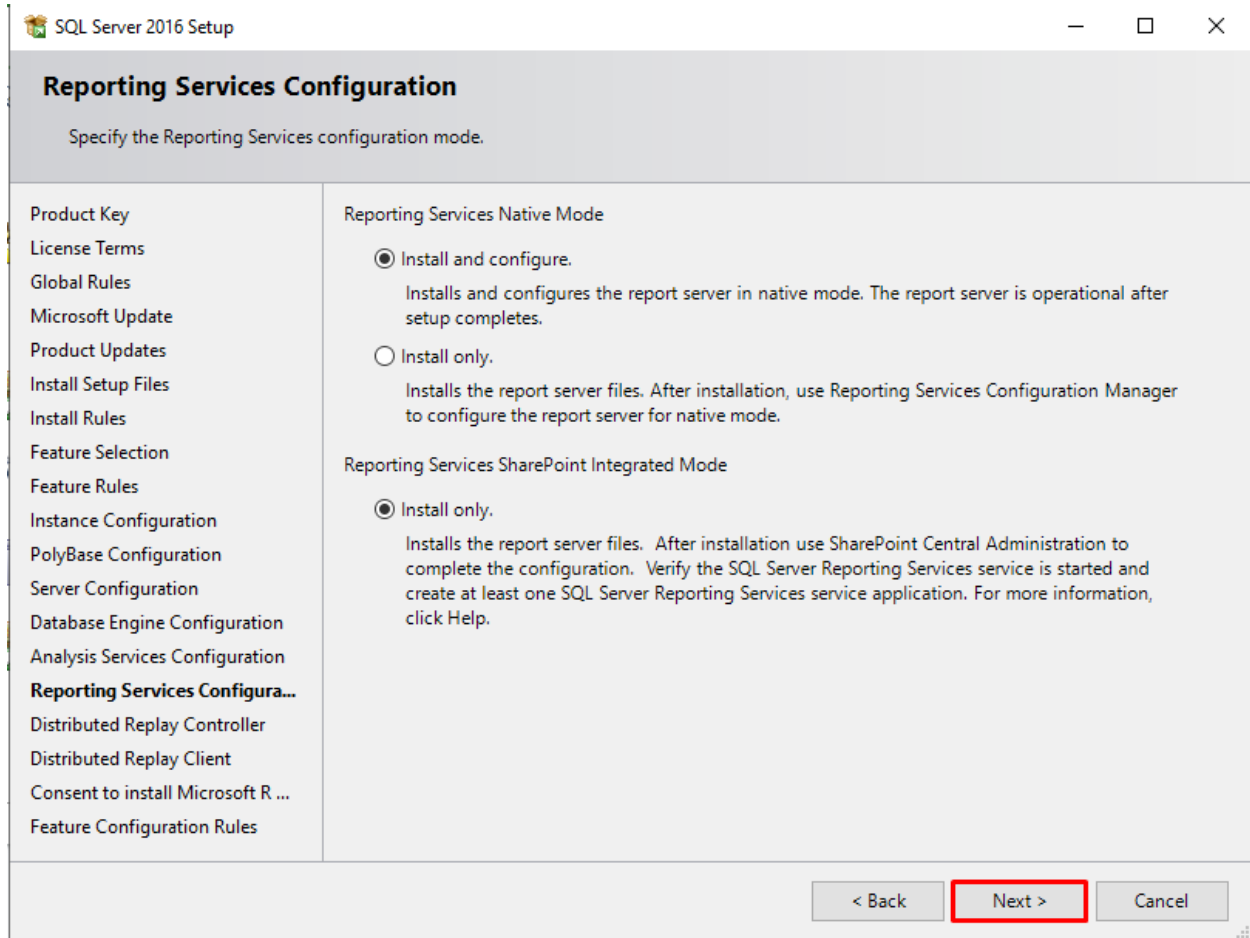 SQL Server 2016 Setup
Reporting Services Configuration
Specify the Reporting Services configuration mode.
Product Key
License Terms
Global Rules
Microsoft Update
Product Updates
Install Setup Files
Install Rules
Feature Selection
Feature Rules
Instance Configuration
PolyBase Configuration
Server Configuration
Database Engine Configuration
Analysis Services Configuration
Reporting Services Configura...
Distributed Replay Controller
Distributed Replay Client
Consent to install Microsoft R ...
Feature Configuration Rules
Reporting Services Native Mode
Install and configure.
Installs and configures the report server in native mode. The report server is operational after
setup completes.
Install only.
Installs the report server files. After installation, use Reporting Services Configuration Manager
to configure the report server for native mode.
Reporting Services SharePoint Integrated Mode
Install only.
Installs the report server files.  After installation use SharePoint Central Administration to
complete the configuration.  Verify the SQL Server Reporting Services service is started and
create at least one SQL Server Reporting Services service application. For more information,
click Help.
< Back
Next >
Cancel